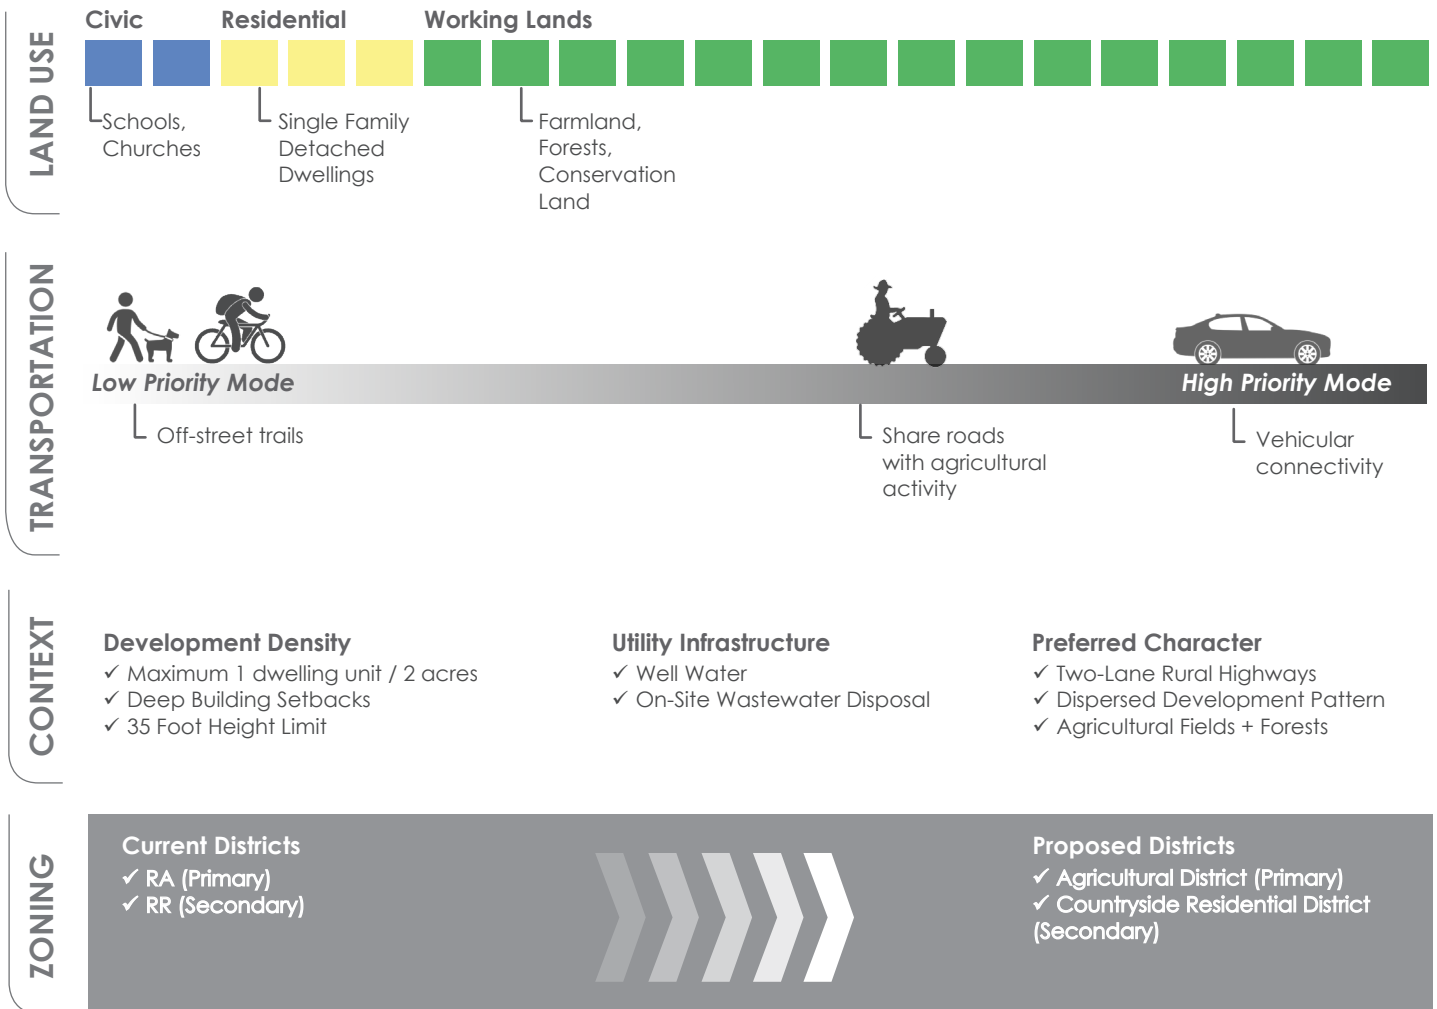 LAND USE
Civic
Residential
Working Lands
Schools,
Churches
Single Family
Detached
Dwellings
Farmland,
Forests,
Conservation
Land
TRANSPORTATION
Low Priority Mode
High Priority Mode
Off-street trails
Share roads
with agricultural
activity
Vehicular
connectivity
CONTEXT
Development Density
✓ Maximum 1 dwelling unit / 2 acres
✓ Deep Building Setbacks
✓ 35 Foot Height Limit
Utility Infrastructure
✓ Well Water
✓ On-Site Wastewater Disposal
Preferred Character
✓ Two-Lane Rural Highways
✓ Dispersed Development Pattern
✓ Agricultural Fields + Forests
ZONING
Current Districts
✓ RA (Primary)
✓ RR (Secondary)
Proposed Districts
✓ Agricultural District (Primary)
✓ Countryside Residential District
(Secondary)